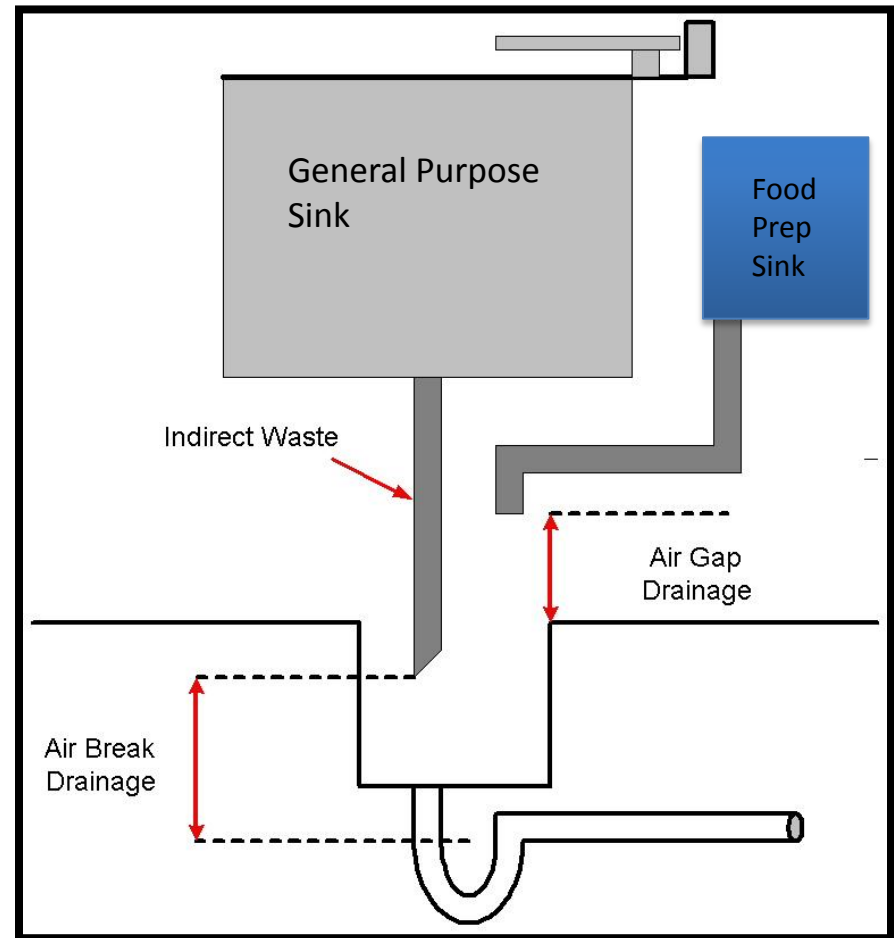 General Purpose
Sink
Food
Prep
Sink
Indirect Waste
Air Gap
Drainage
Air Break
Drainage